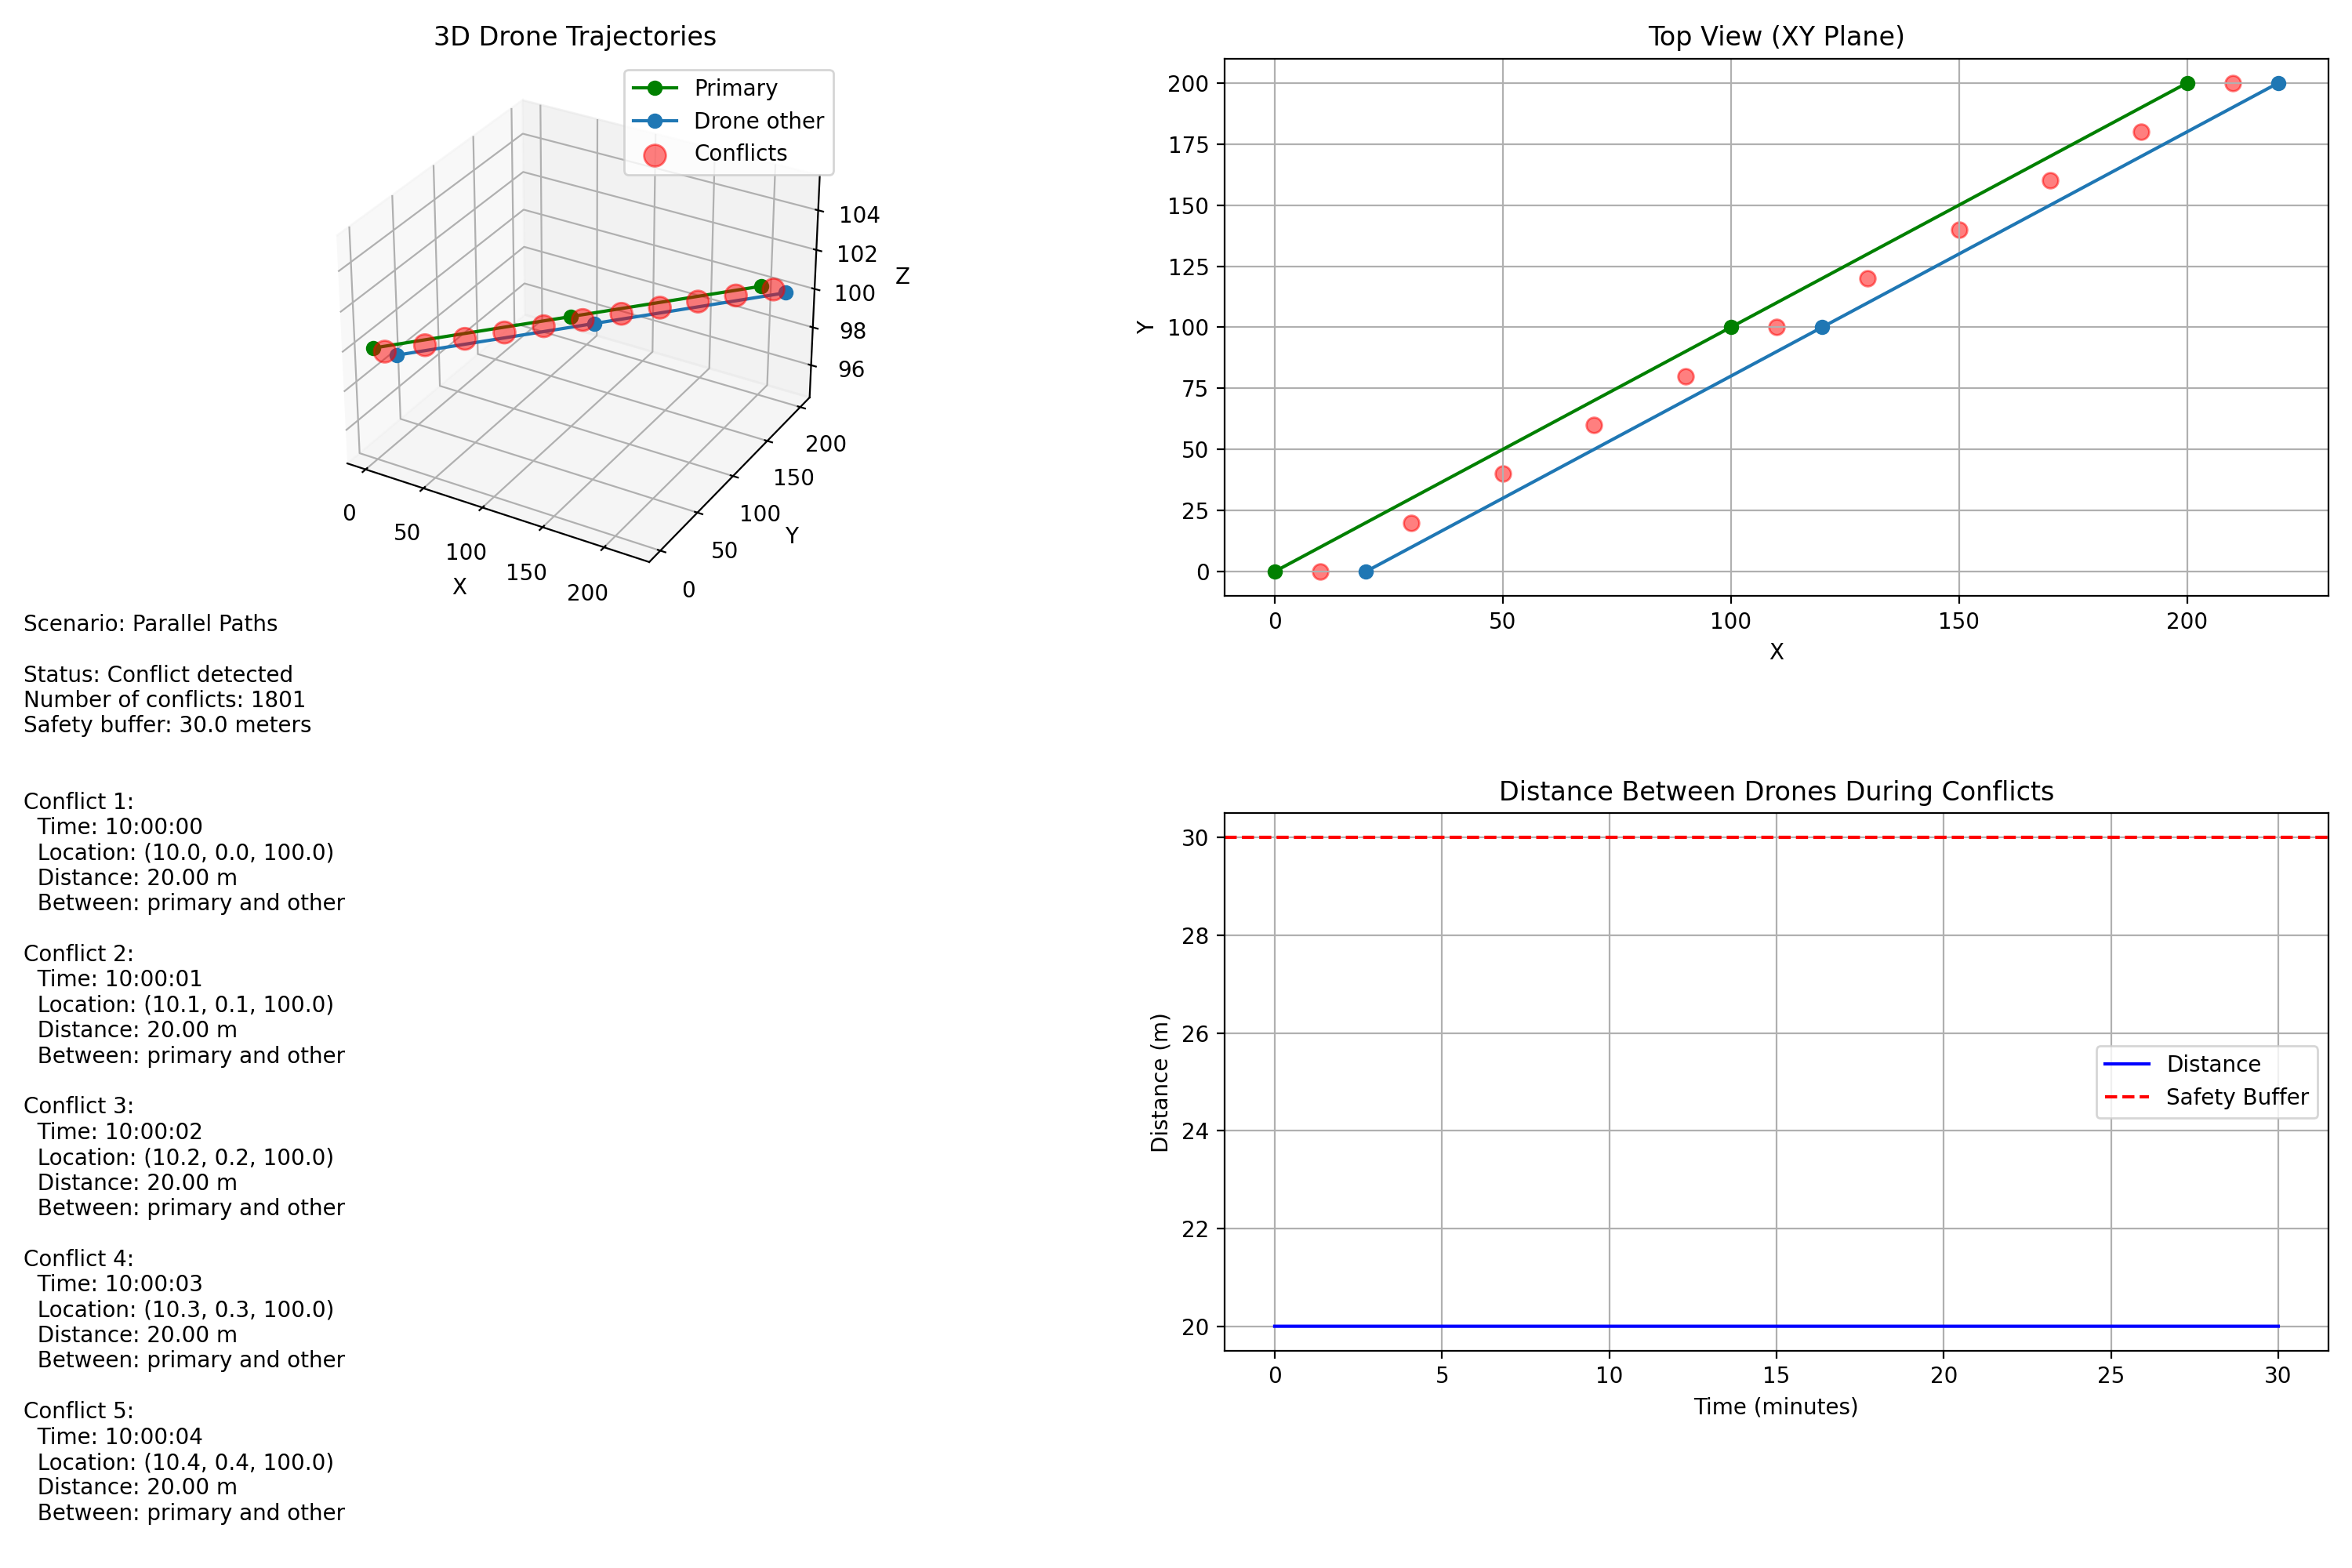 3D Drone Trajectories
Primary
Drone other
Conflicts
104
102
100
98
96
Z
0
50
100
150
200
X
0
50
100
150
200
Y
Top View (XY Plane)
200
175
150
125
100
75
50
25
0
Y
0
50
100
150
200
X
Scenario: Parallel Paths
Status: Conflict detected
Number of conflicts: 1801
Safety buffer: 30.0 meters
Conflict 1:
Time: 10:00:00
Location: (10.0, 0.0, 100.0)
Distance: 20.00 m
Between: primary and other
Conflict 2:
Time: 10:00:01
Location: (10.1, 0.1, 100.0)
Distance: 20.00 m
Between: primary and other
Conflict 3:
Time: 10:00:02
Location: (10.2, 0.2, 100.0)
Distance: 20.00 m
Between: primary and other
Conflict 4:
Time: 10:00:03
Location: (10.3, 0.3, 100.0)
Distance: 20.00 m
Between: primary and other
Conflict 5:
Time: 10:00:04
Location: (10.4, 0.4, 100.0)
Distance: 20.00 m
Between: primary and other
Distance Between Drones During Conflicts
30
28
26
24
22
20
Distance (m)
Distance
Safety Buffer
0
5
10
15
20
25
30
Time (minutes)